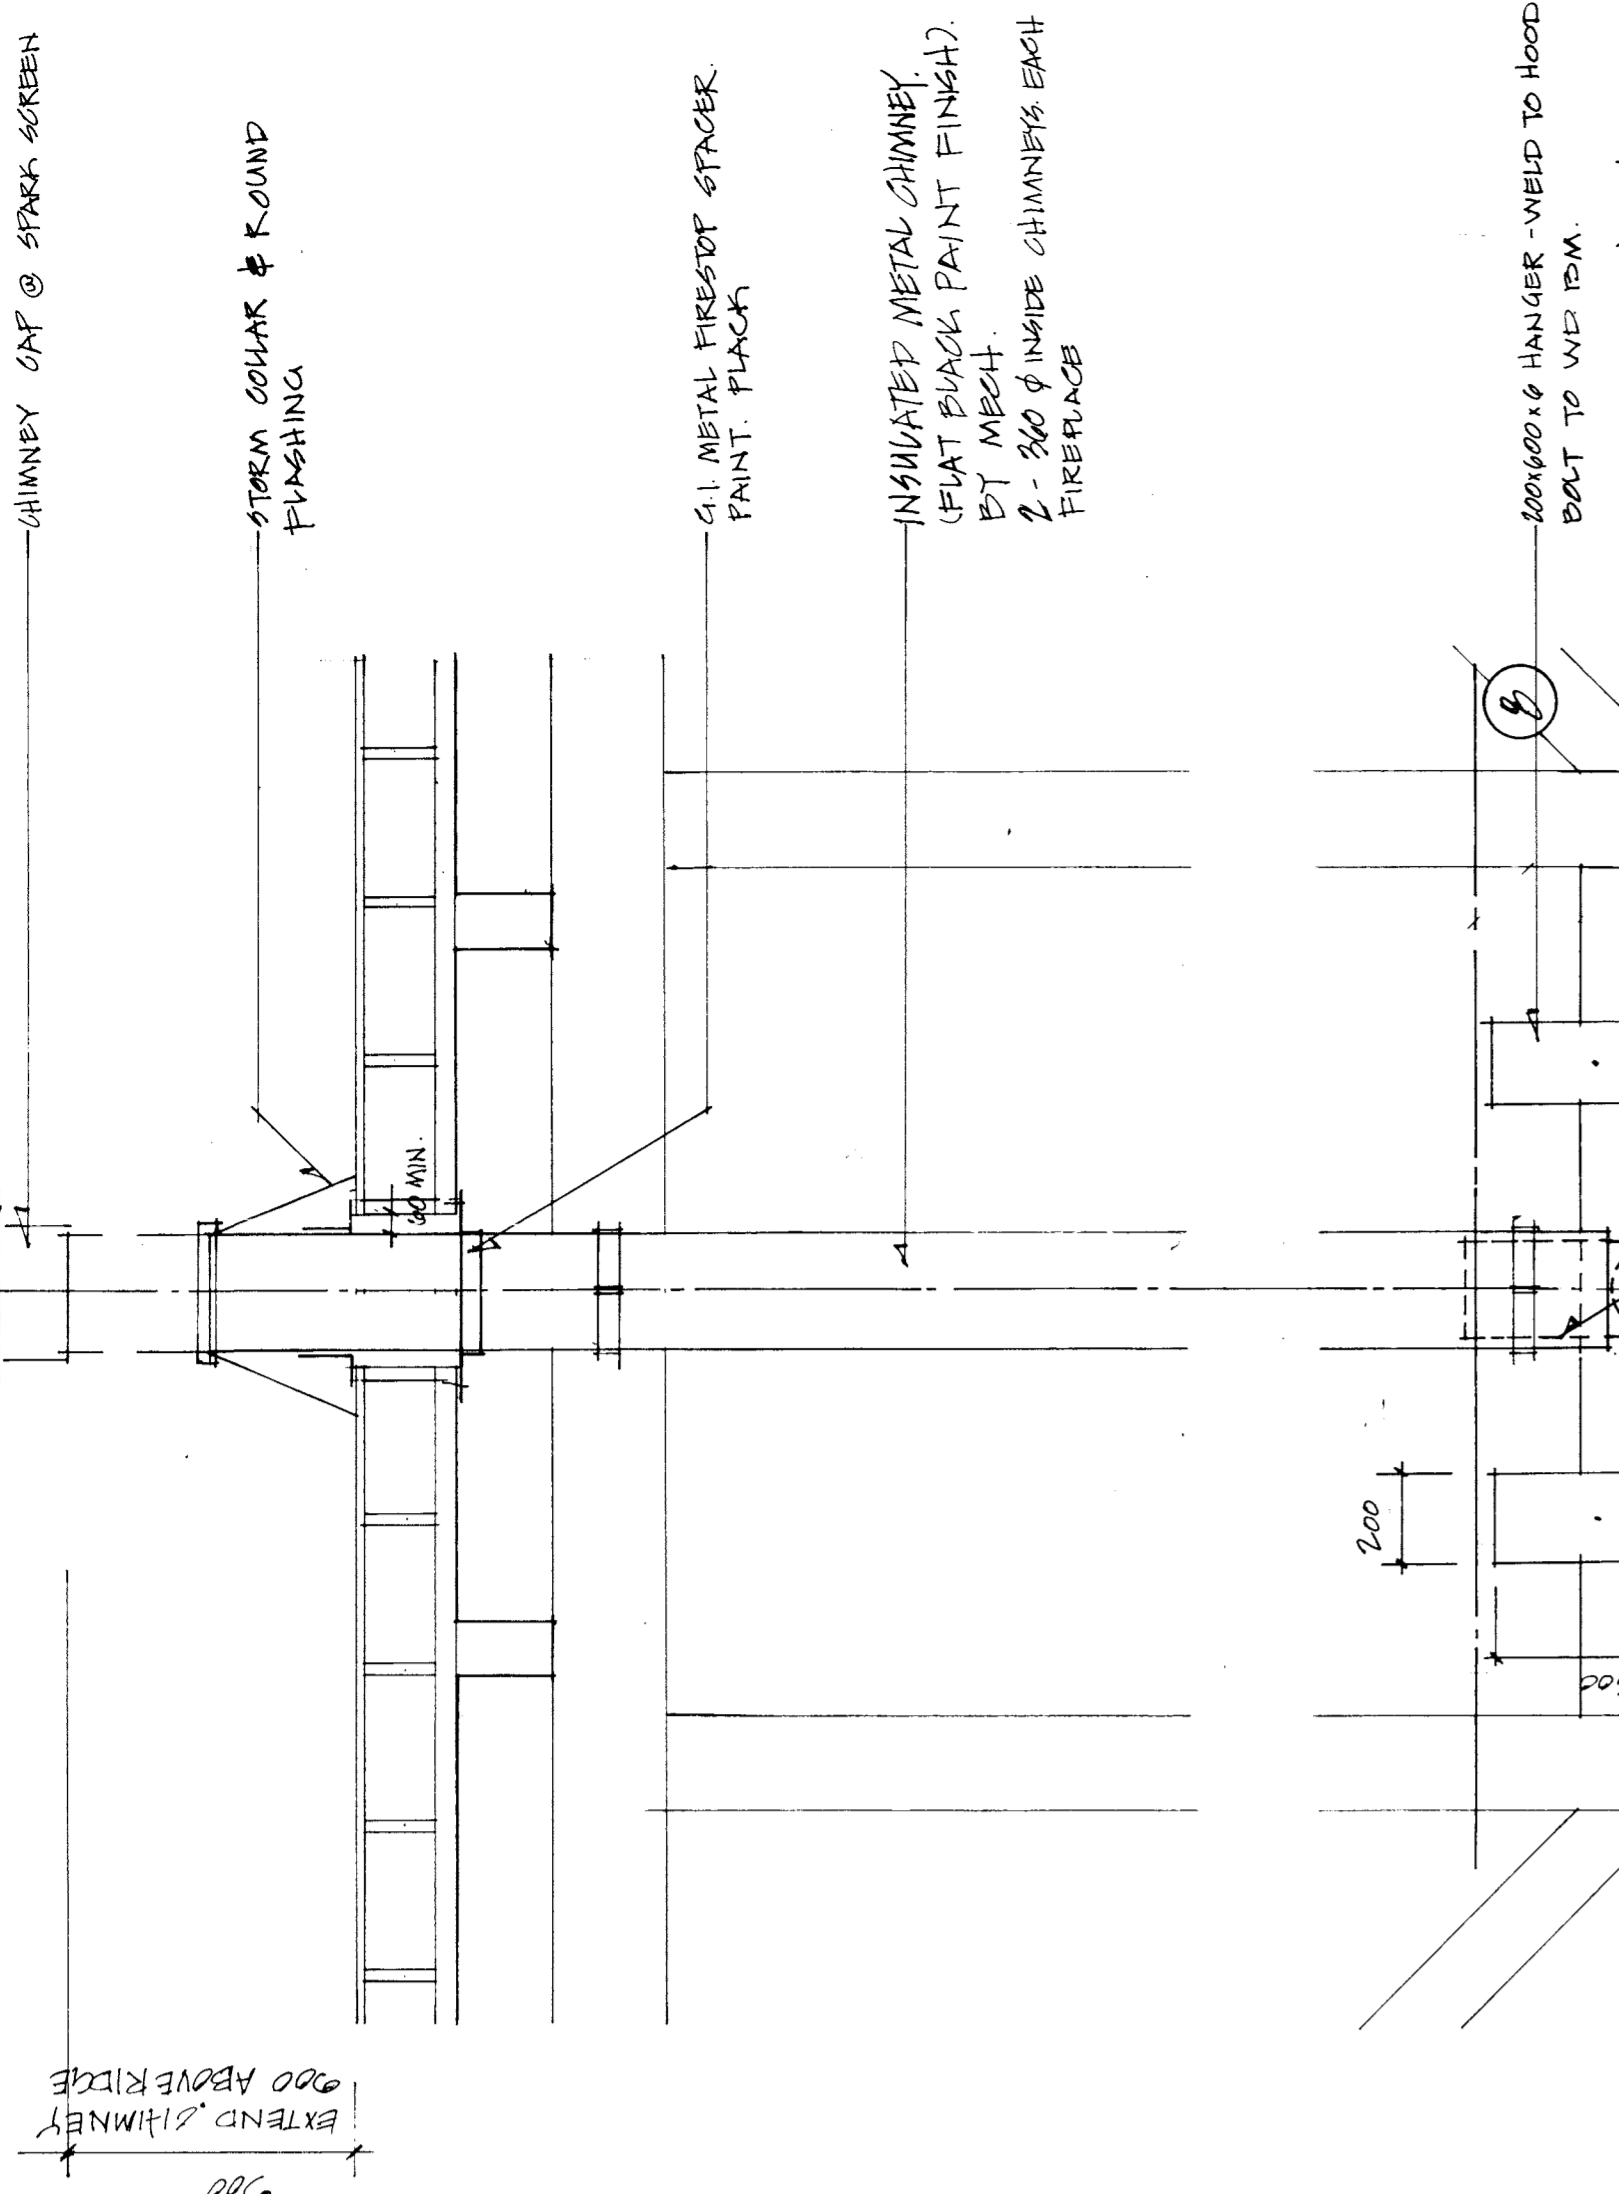 CHIMNEY CAP @ SPARK SCREEN
STORM COLLAR & ROUND
FLASHING
G.I. METAL FIRESTOP SPACER.
PAINT. PLACK
INSULATED METAL CHIMNEY.
(FLAT BLACK PAINT FINISH).
BY MECH.
2 - 360 φ INSIDE CHIMNEYS. EACH
FIREPLACE
200x600x6 HANGER - WELD TO HOOD
BOLT TO WD BM.
60 MIN.
200
EXTEND. CHIMNEY
900 ABOVE RIDGE